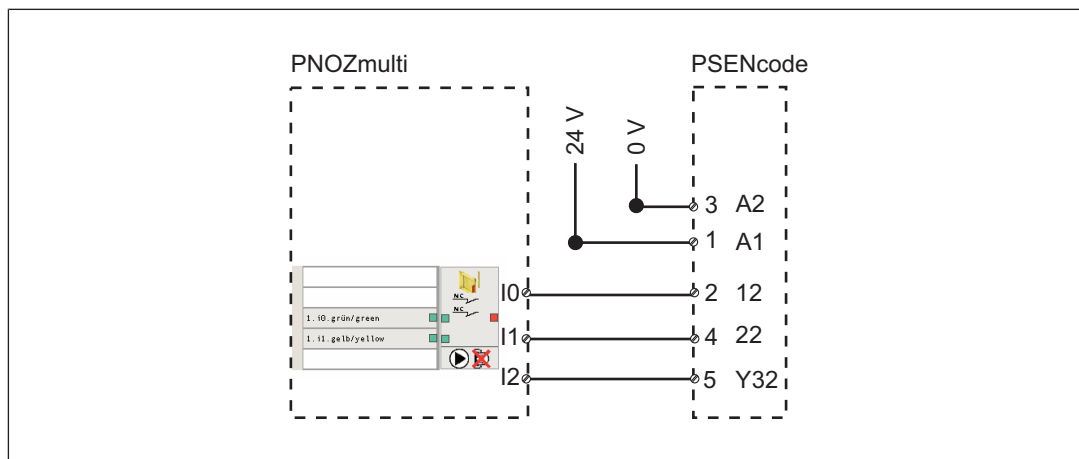 PNOZmulti
PSENcode
24 V
0 V
3 A2
1 A1
I0
2 12
NC
NC
1. i0. grün/green
1. i1. gelb/yellow
I1
4 22
I2
5 Y32